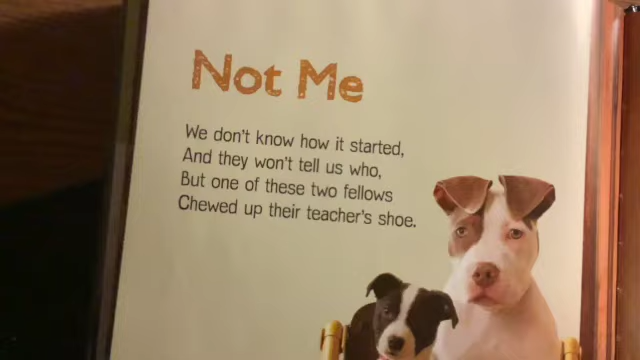 Not Me
We don't know how it started,
And they won't tell us who,
But one of these two fellows
Chewed up their teacher's shoe.